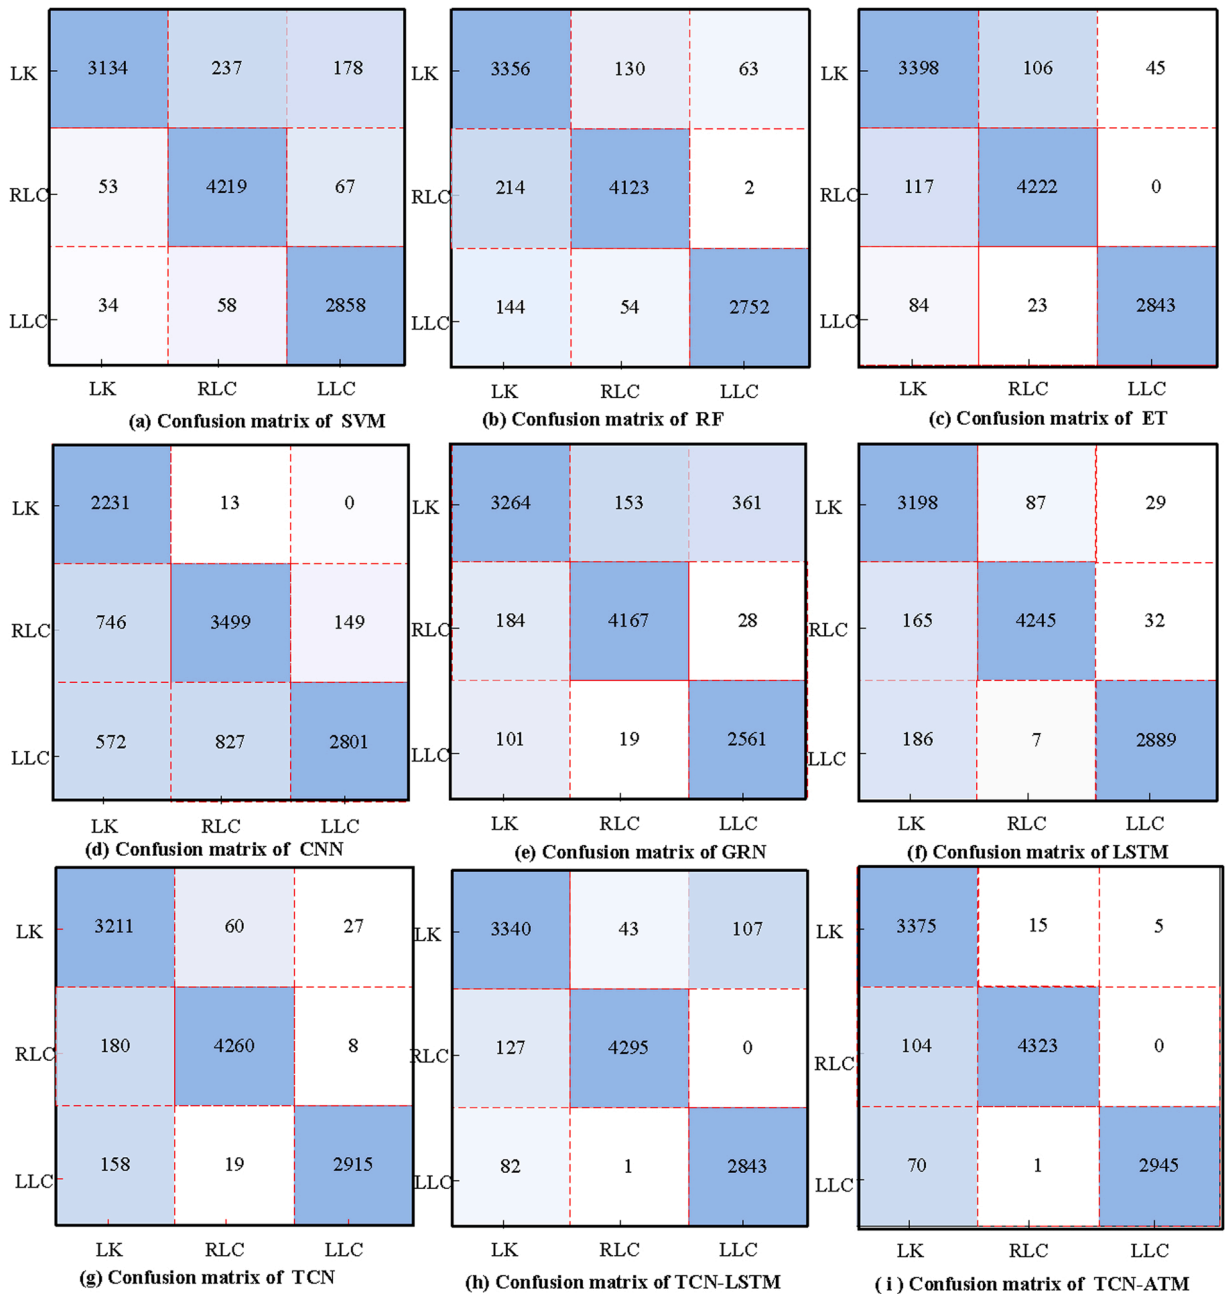 LK 3134 237 178
RLC 53 4219 67
LLC 34 58 2858
LK RLC LLC
(a) Confusion matrix of SVM
LK 3356 130 63
RLC 214 4123 2
LLC 144 54 2752
LK RLC LLC
(b) Confusion matrix of RF
LK 3398 106 45
RLC 117 4222 0
LLC 84 23 2843
LK RLC LLC
(c) Confusion matrix of ET
LK 2231 13 0
RLC 746 3499 149
LLC 572 827 2801
LK RLC LLC
(d) Confusion matrix of CNN
LK 3264 153 361
RLC 184 4167 28
LLC 101 19 2561
LK RLC LLC
(e) Confusion matrix of GRN
LK 3198 87 29
RLC 165 4245 32
LLC 186 7 2889
LK RLC LLC
(f) Confusion matrix of LSTM
LK 3211 60 27
RLC 180 4260 8
LLC 158 19 2915
LK RLC LLC
(g) Confusion matrix of TCN
LK 3340 43 107
RLC 127 4295 0
LLC 82 1 2843
LK RLC LLC
(h) Confusion matrix of TCN-LSTM
LK 3375 15 5
RLC 104 4323 0
LLC 70 1 2945
LK RLC LLC
( i ) Confusion matrix of TCN-ATM